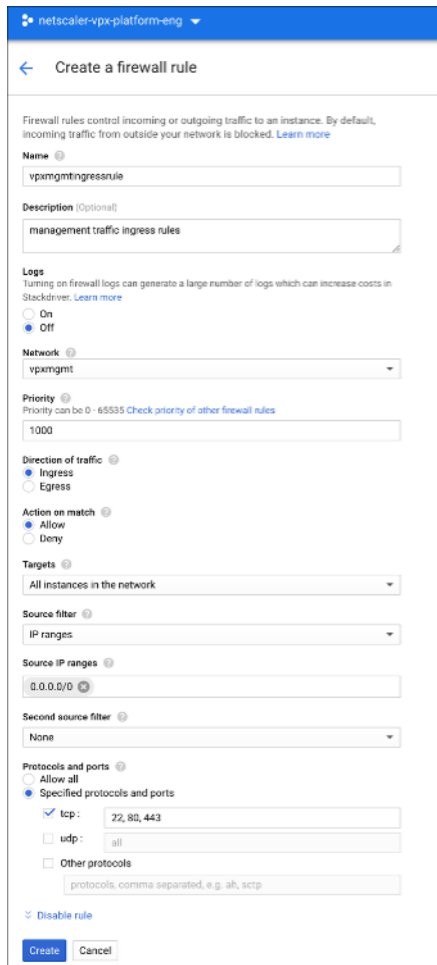 netscaler-vpx-platform-eng
Create a firewall rule
Firewall rules control incoming or outgoing traffic to an instance. By default,
incoming traffic from outside your network is blocked. Learn more
Name
vpxmgmtingressrule
Description (Optional)
management traffic ingress rules
Logs
Turning on firewall logs can generate a large number of logs which can increase costs in
Stackdriver. Learn more
On
Off
Network
vpxmgmt
Priority
Priority can be 0 - 65535 Check priority of other firewall rules
1000
Direction of traffic
Ingress
Egress
Action on match
Allow
Deny
Targets
All instances in the network
Source filter
IP ranges
Source IP ranges
0.0.0.0/0
Second source filter
None
Protocols and ports
Allow all
Specified protocols and ports
tcp : 22, 80, 443
udp : all
Other protocols
protocols, comma separated, e.g. ah, sctp
Disable rule
Create Cancel